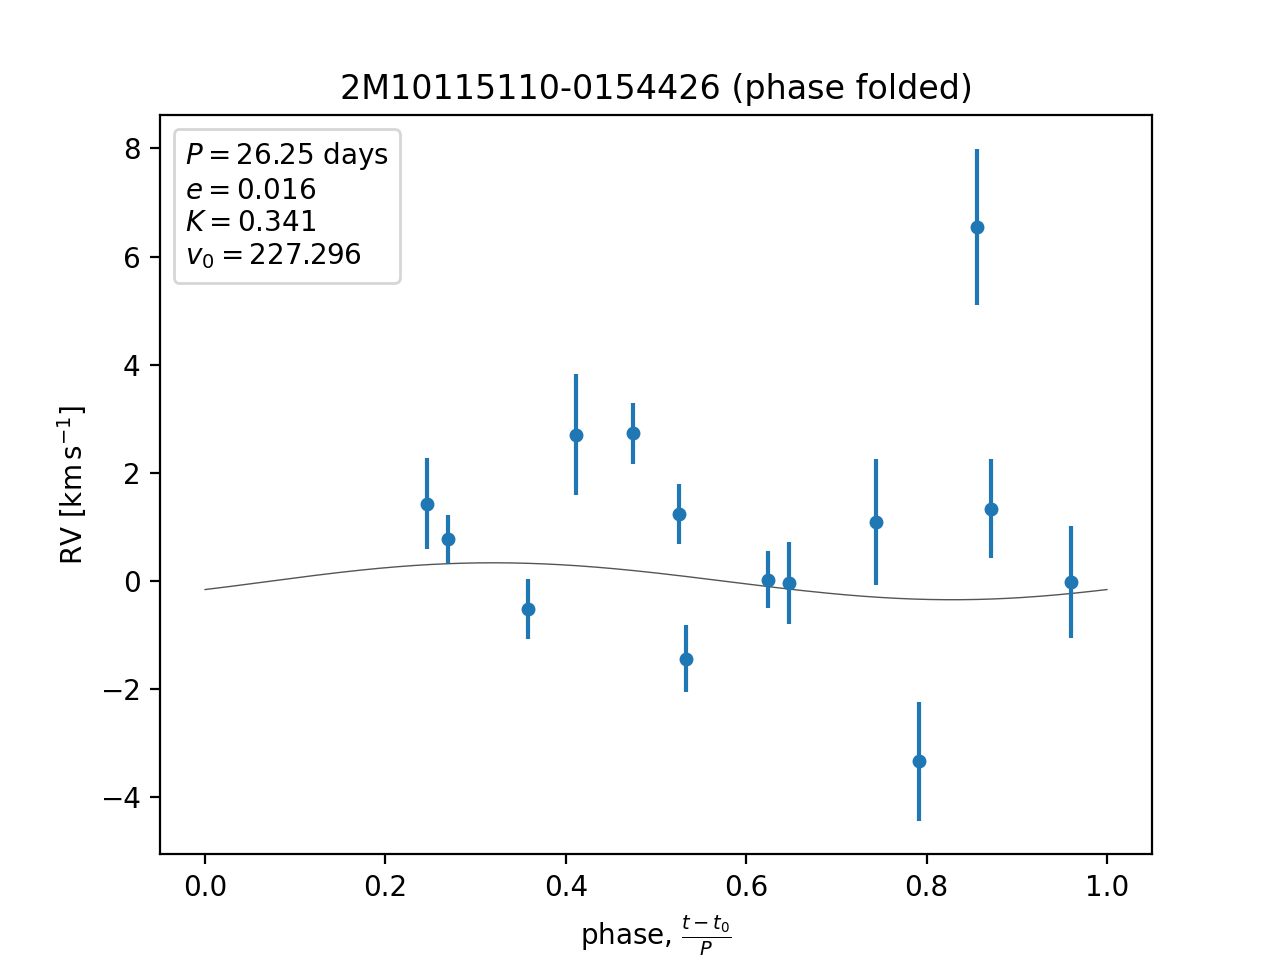 2M10115110-0154426 (phase folded)
P = 26.25 days
e = 0.016
K = 0.341
v₀ = 227.296
8
6
4
2
0
−2
−4
RV [km s⁻¹]
0.0 0.2 0.4 0.6 0.8 1.0
phase, (t − t₀)/P